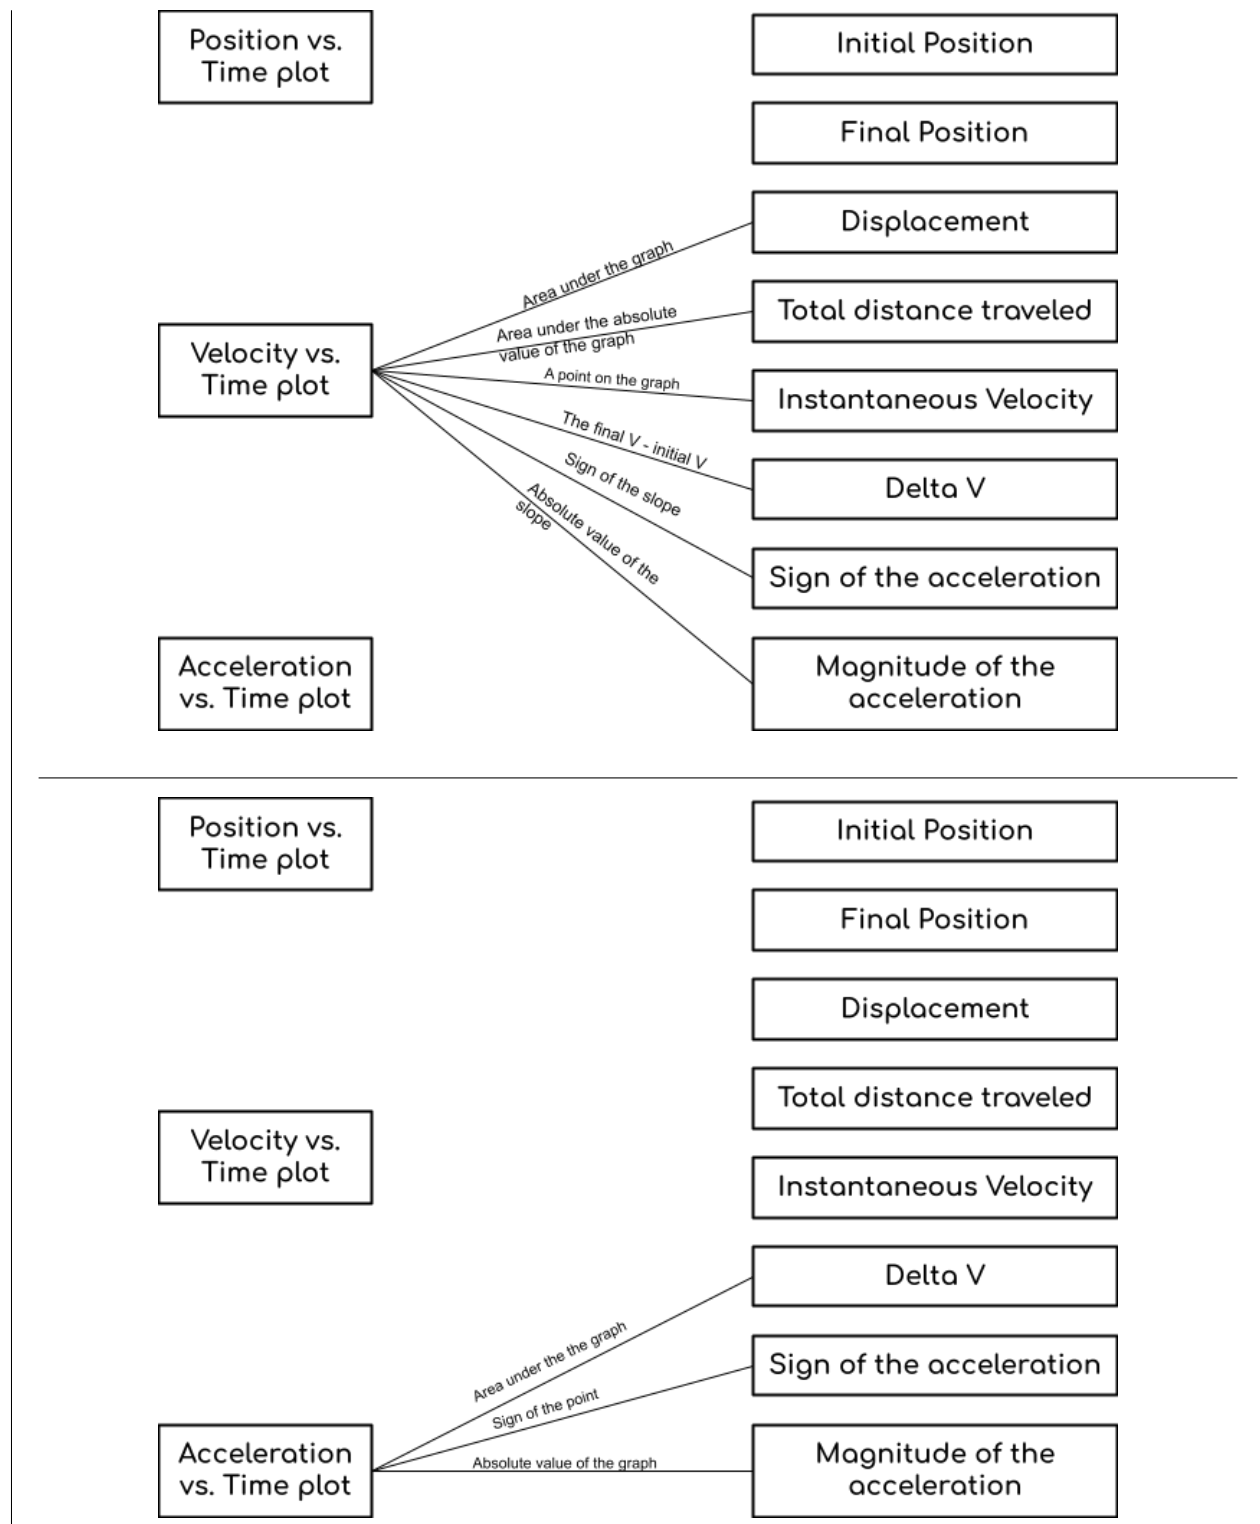 Position vs.
Time plot
Initial Position
Final Position
Displacement
Area under the graph
Total distance traveled
Area under the absolute
value of the graph
Velocity vs.
Time plot
A point on the graph
Instantaneous Velocity
The final V - initial V
Delta V
Sign of the slope
Sign of the acceleration
Absolute value of the
slope
Acceleration
vs. Time plot
Magnitude of the
acceleration
Position vs.
Time plot
Initial Position
Final Position
Displacement
Total distance traveled
Velocity vs.
Time plot
Instantaneous Velocity
Delta V
Area under the the graph
Sign of the acceleration
Sign of the point
Acceleration
vs. Time plot
Absolute value of the graph
Magnitude of the
acceleration